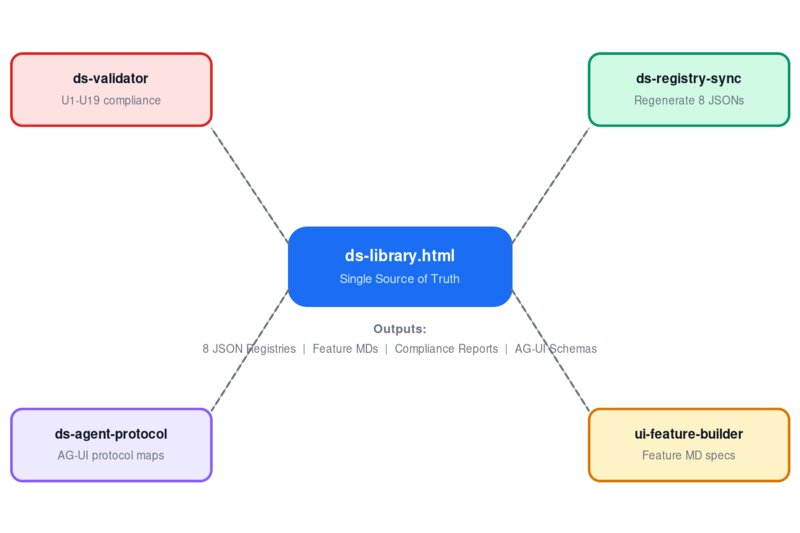 ds-validator
U1-U19 compliance
ds-registry-sync
Regenerate 8 JSONs
ds-library.html
Single Source of Truth
Outputs:
8 JSON Registries | Feature MDs | Compliance Reports | AG-UI Schemas
ds-agent-protocol
AG-UI protocol maps
ui-feature-builder
Feature MD specs